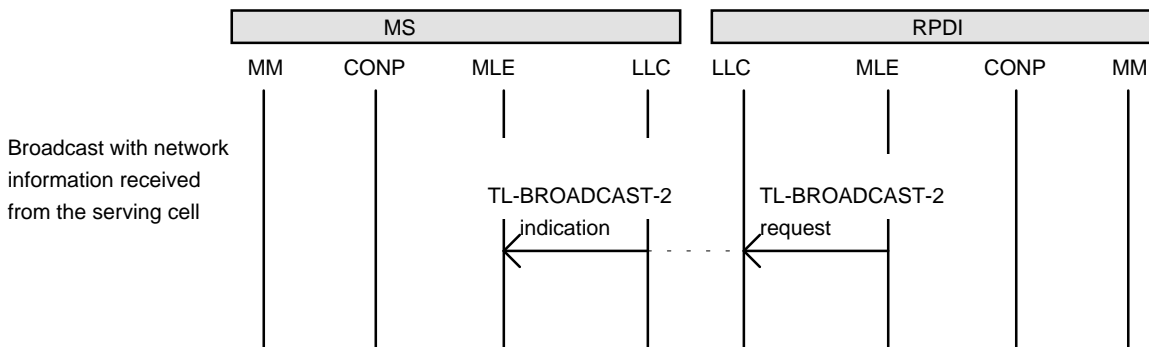 MS
RPDI
MM CONP MLE LLC LLC MLE CONP MM
Broadcast with network
information received
from the serving cell
TL-BROADCAST-2
indication
TL-BROADCAST-2
request